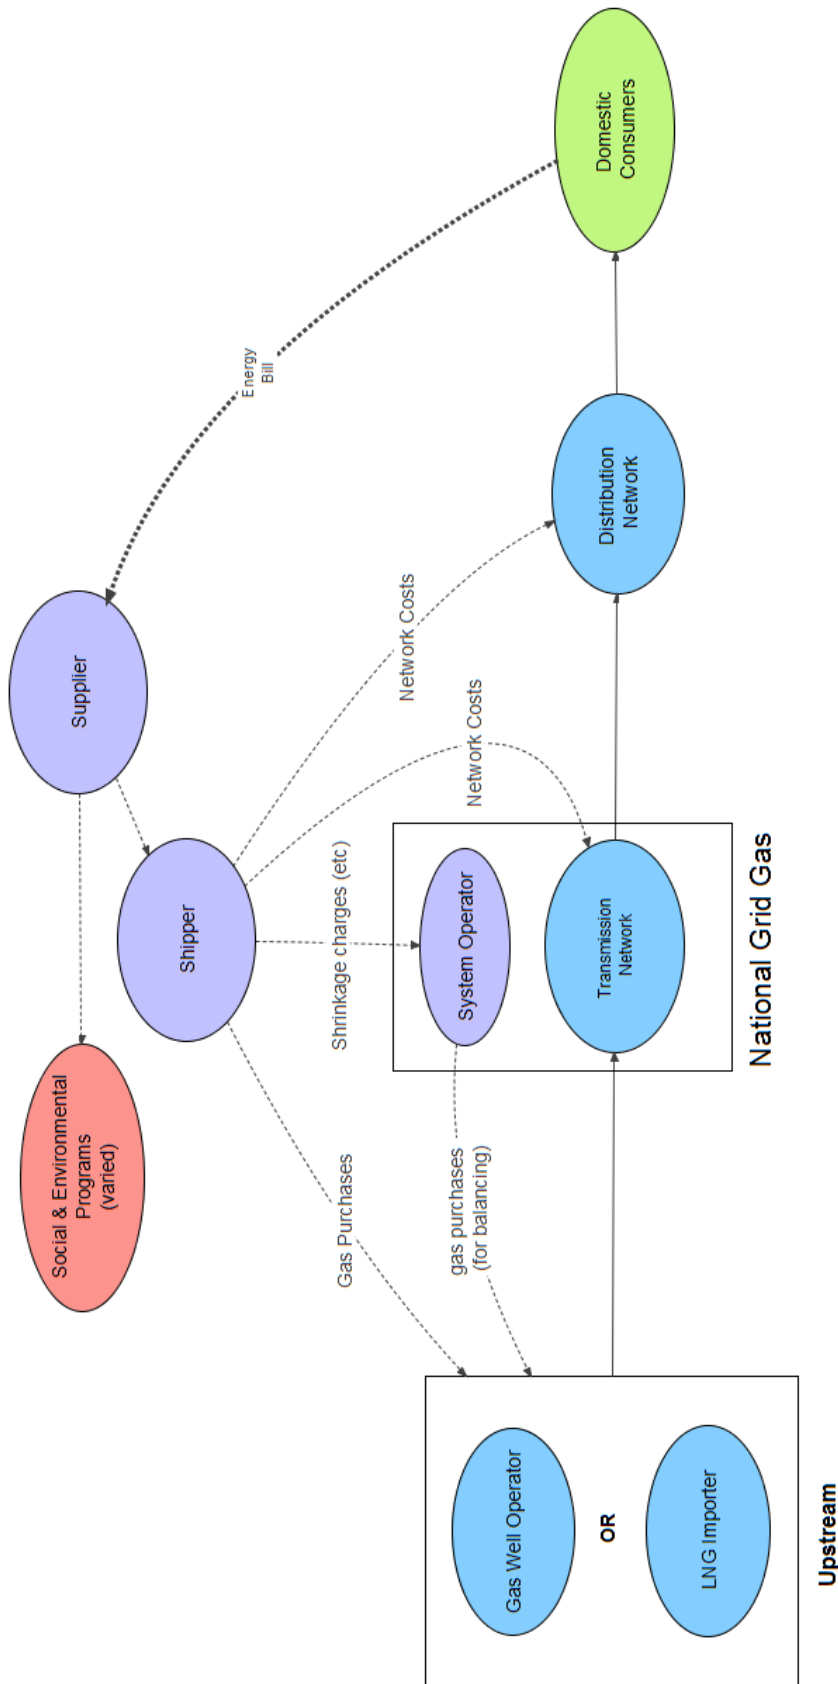 Social & Environmental
Programs
(varied)
Supplier
Energy
Bill
Shipper
Gas Purchases
Shrinkage charges (etc)
Network Costs
Network Costs
gas purchases
(for balancing)
System Operator
Gas Well Operator
OR
LNG Importer
Upstream
Transmission
Network
National Grid Gas
Distribution
Network
Domestic
Consumers